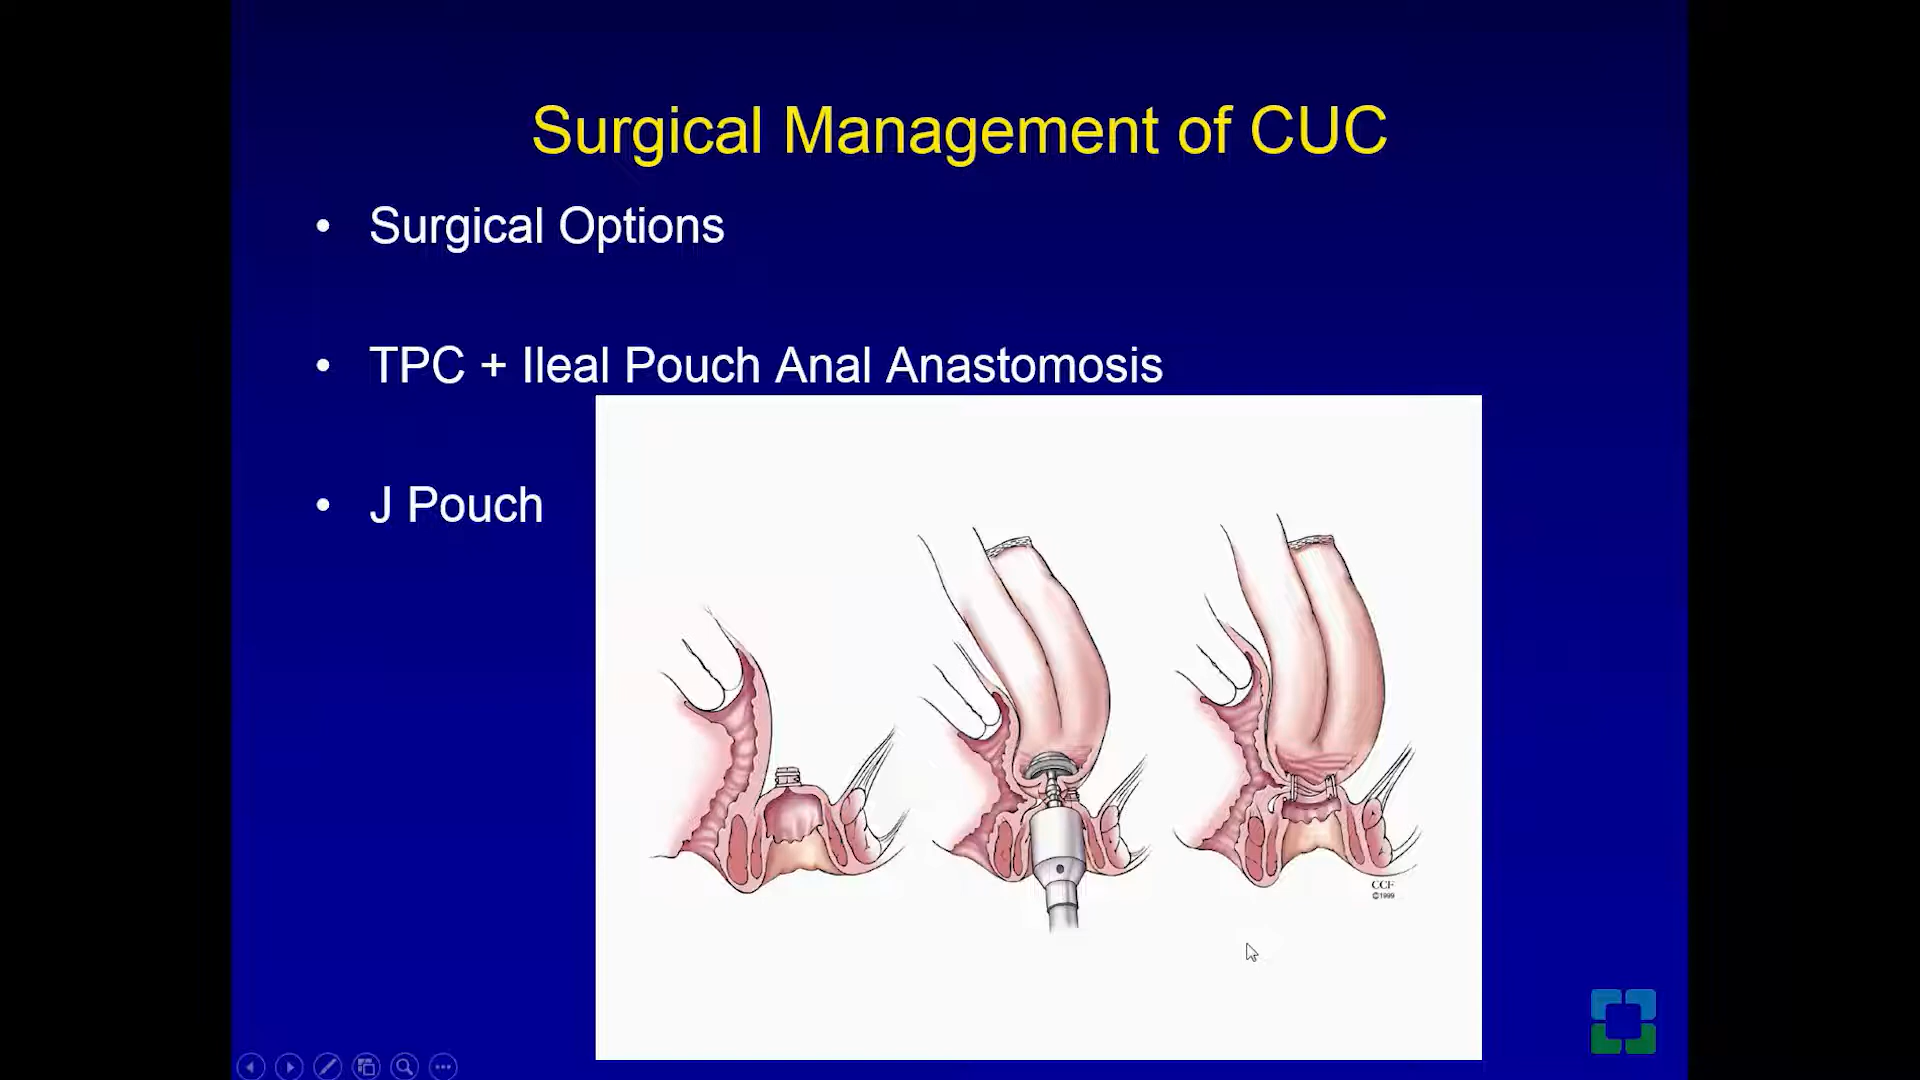 Surgical Management of CUC
• Surgical Options
• TPC + Ileal Pouch Anal Anastomosis
• J Pouch
CCF
©1999